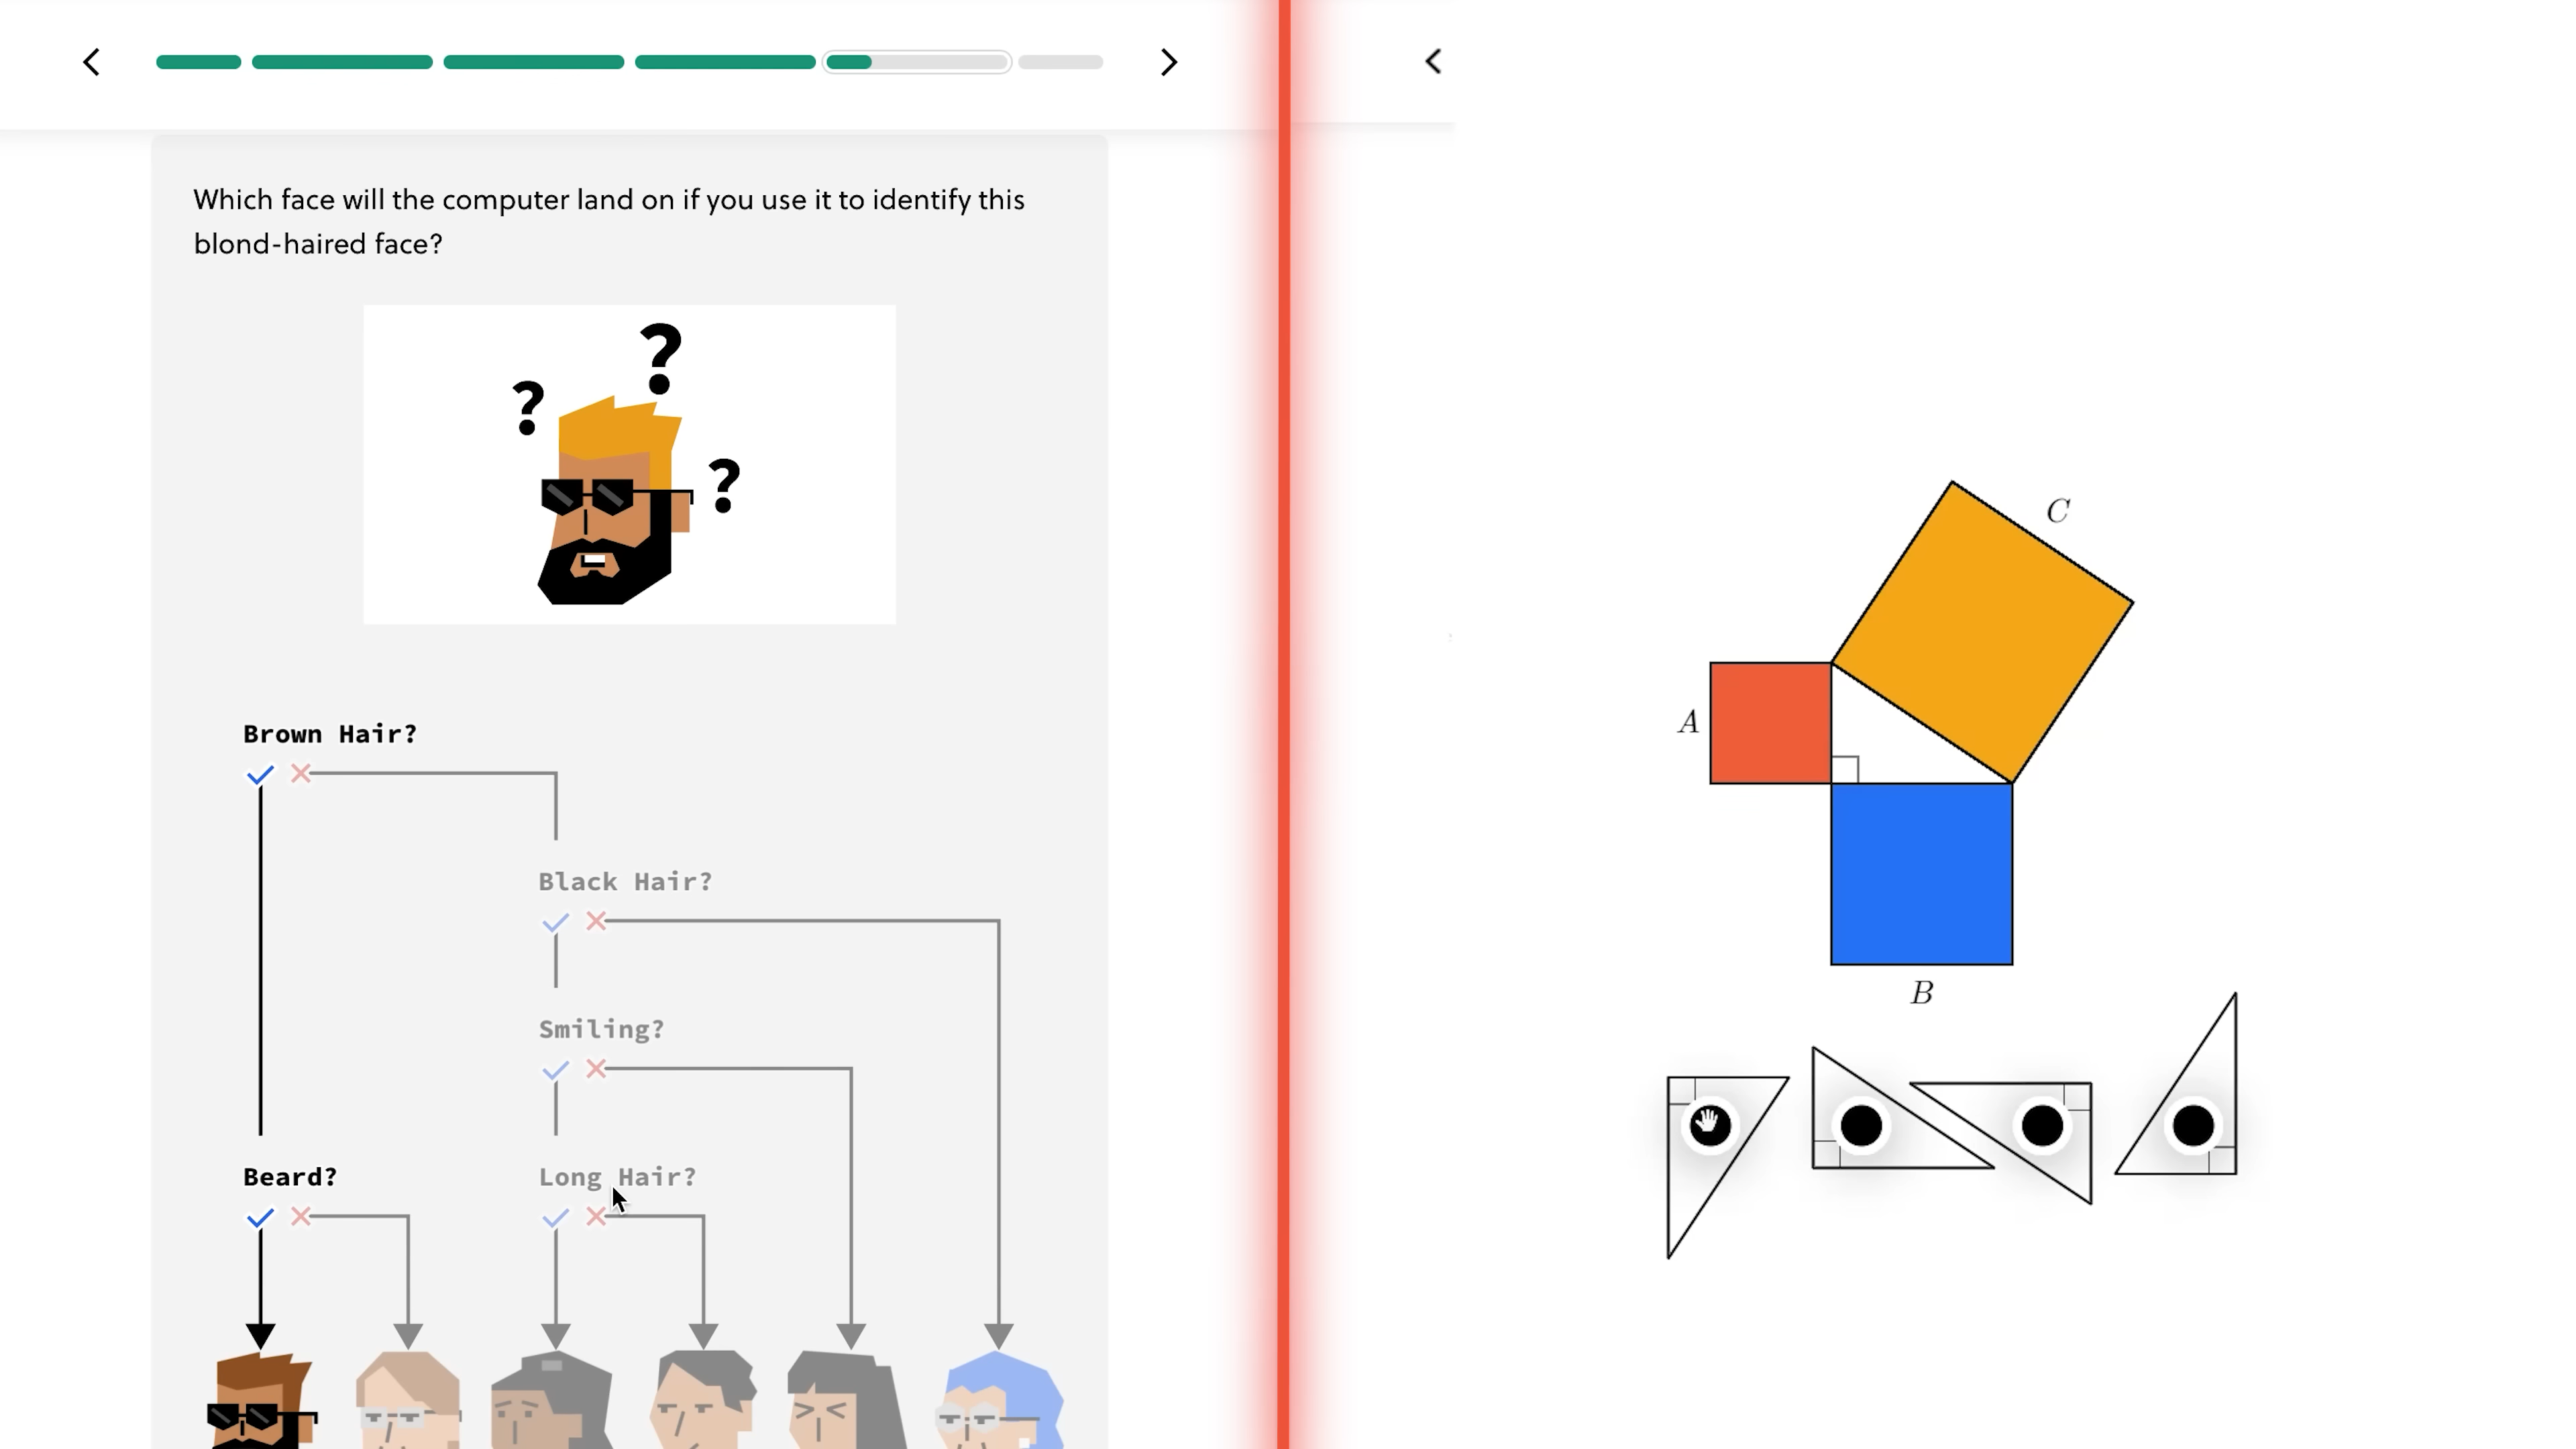 Which face will the computer land on if you use it to identify this
blond-haired face?
?
?
?
Brown Hair?
Black Hair?
Smiling?
Beard?
Long Hair?
C
A
B